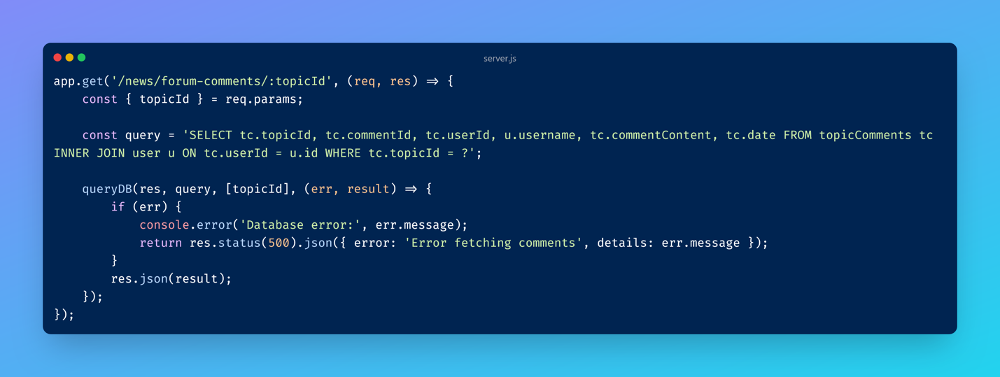 server.js
app.get('/news/forum-comments/:topicId', (req, res) => {
    const { topicId } = req.params;

    const query = 'SELECT tc.topicId, tc.commentId, tc.userId, u.username, tc.commentContent, tc.date FROM topicComments tc
INNER JOIN user u ON tc.userId = u.id WHERE tc.topicId = ?';

    queryDB(res, query, [topicId], (err, result) => {
        if (err) {
            console.error('Database error:', err.message);
            return res.status(500).json({ error: 'Error fetching comments', details: err.message });
        }
        res.json(result);
    });
});